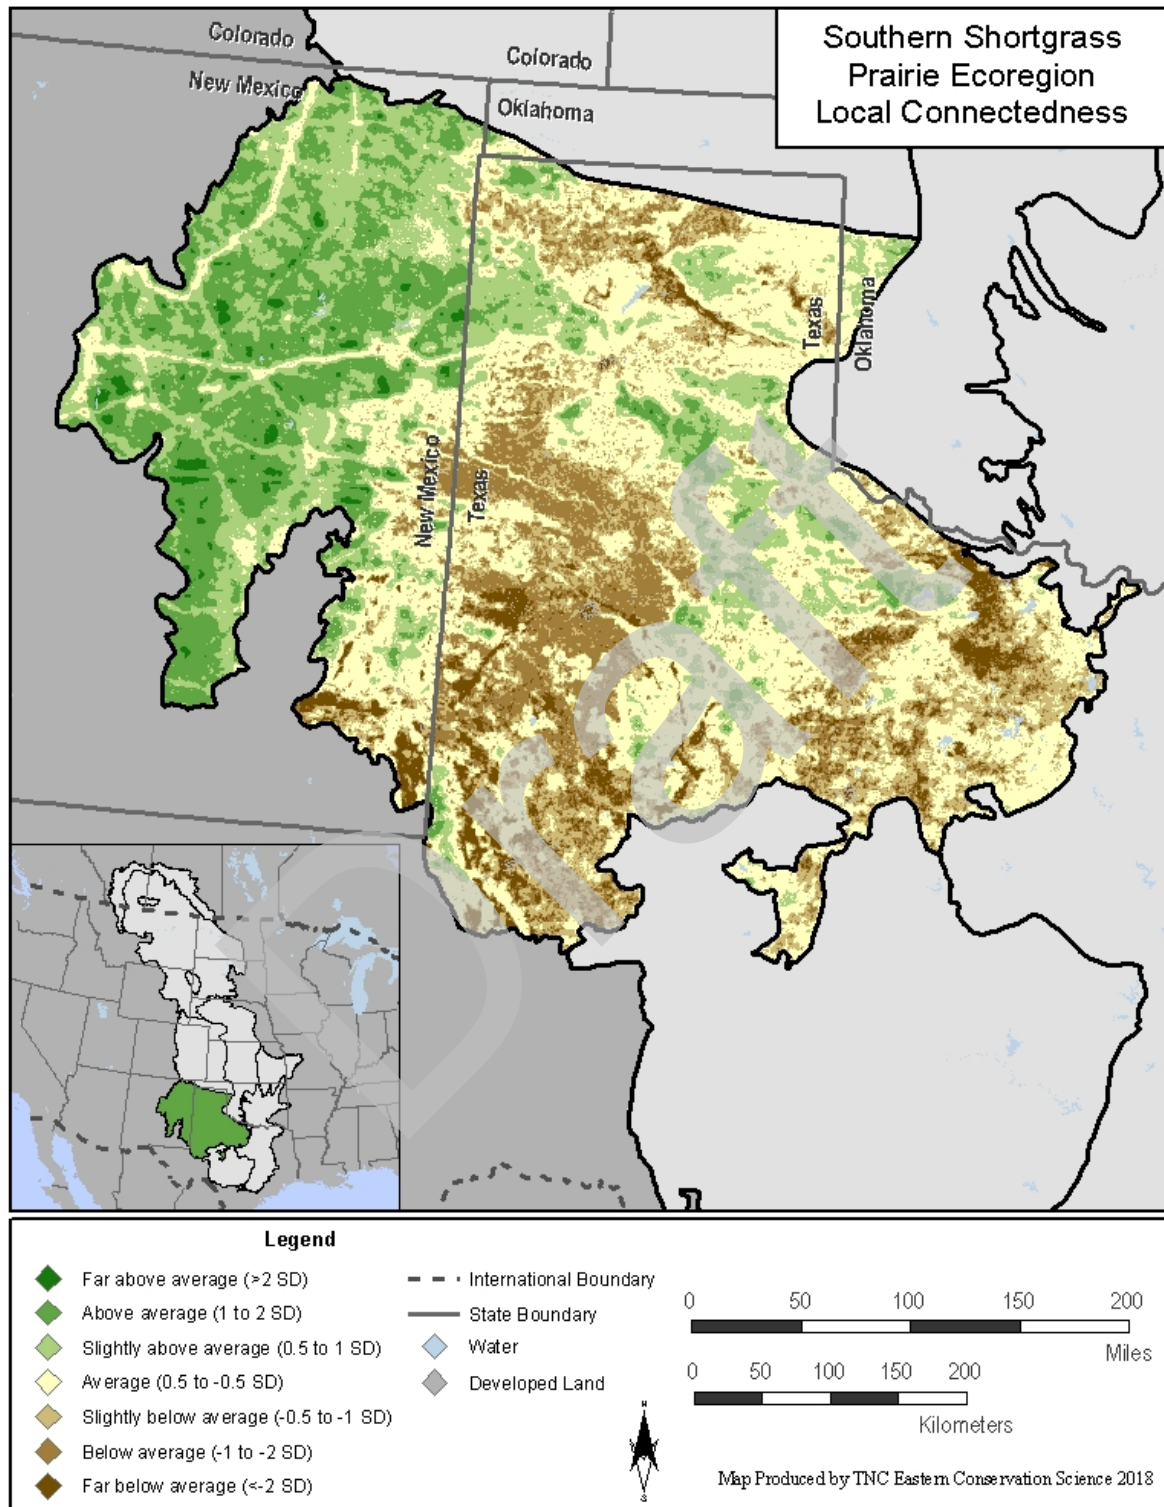 Southern Shortgrass
Prairie Ecoregion
Local Connectedness
Colorado
Colorado
New Mexico
Oklahoma
Texas
Oklahoma
New Mexico
Texas
Draft
Legend
Far above average (>2 SD)
Above average (1 to 2 SD)
Slightly above average (0.5 to 1 SD)
Average (0.5 to -0.5 SD)
Slightly below average (-0.5 to -1 SD)
Below average (-1 to -2 SD)
Far below average (<-2 SD)
International Boundary
State Boundary
Water
Developed Land
0 50 100 150 200
Miles
0 50 100 150 200
Kilometers
N
S
Map Produced by TNC Eastern Conservation Science 2018